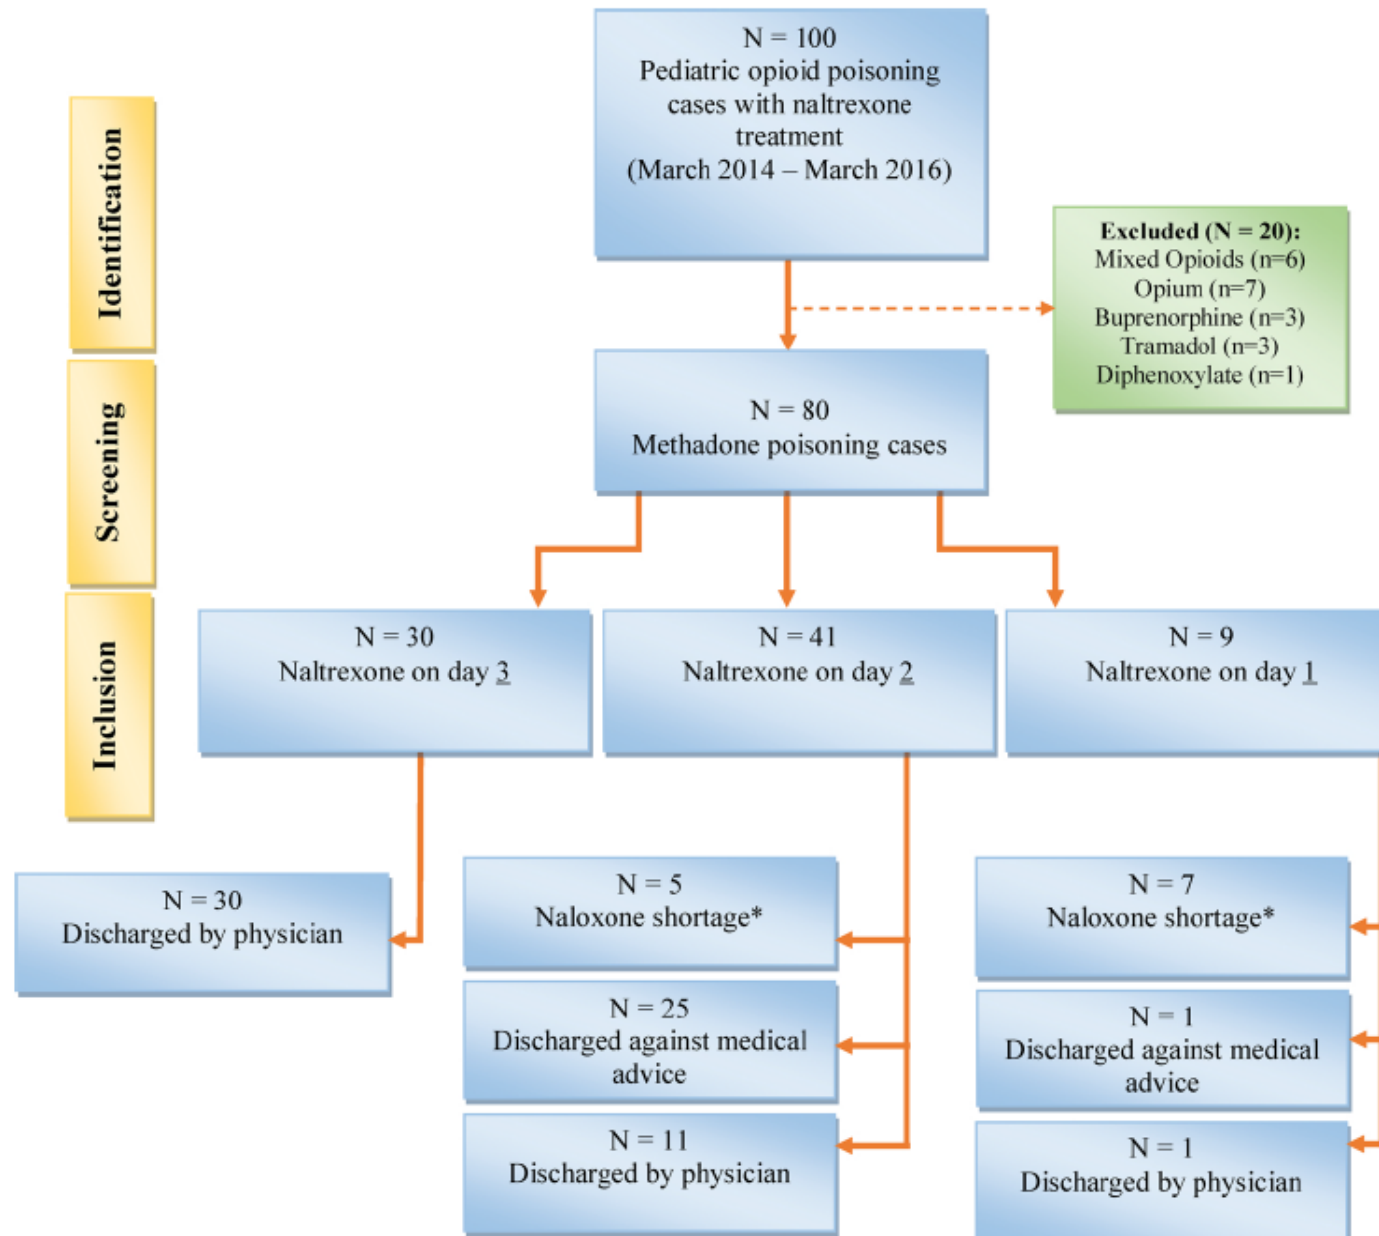 N = 100
Pediatric opioid poisoning
cases with naltrexone
treatment
(March 2014 – March 2016)
Identification
Excluded (N = 20):
Mixed Opioids (n=6)
Opium (n=7)
Buprenorphine (n=3)
Tramadol (n=3)
Diphenoxylate (n=1)
Screening
N = 80
Methadone poisoning cases
Inclusion
N = 30
Naltrexone on day 3
N = 41
Naltrexone on day 2
N = 9
Naltrexone on day 1
N = 30
Discharged by physician
N = 5
Naloxone shortage*
N = 25
Discharged against medical
advice
N = 11
Discharged by physician
N = 7
Naloxone shortage*
N = 1
Discharged against medical
advice
N = 1
Discharged by physician